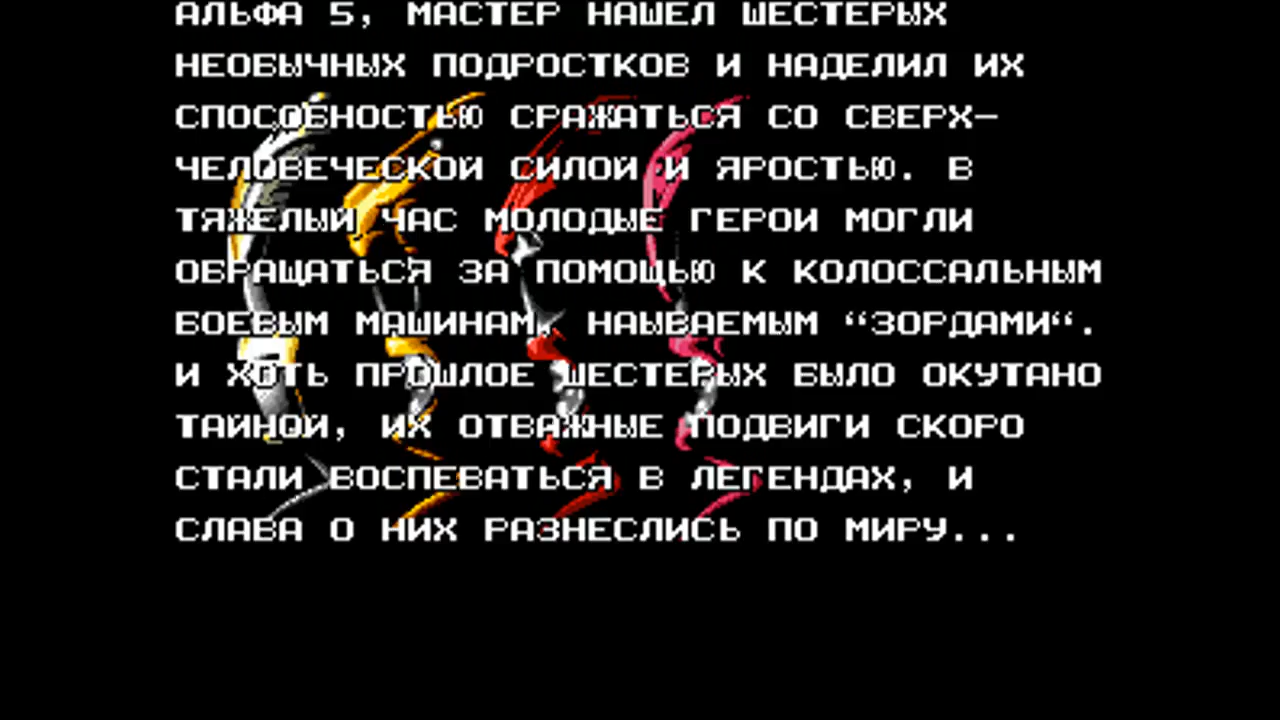 АЛЬФА 5, МАСТЕР НАШЕЛ ШЕСТЕРЫХ
НЕОБЫЧНЫХ ПОДРОСТКОВ И НАДЕЛИЛ ИХ
СПОСОБНОСТЬЮ СРАЖАТЬСЯ СО СВЕРХ-
ЧЕЛОВЕЧЕСКОЙ СИЛОЙ И ЯРОСТЬЮ. В
ТЯЖЕЛЫЙ ЧАС МОЛОДЫЕ ГЕРОИ МОГЛИ
ОБРАЩАТЬСЯ ЗА ПОМОЩЬЮ К КОЛОССАЛЬНЫМ
БОЕВЫМ МАШИНАМ, НАЫВАЕМЫМ “ЗОРДАМИ“.
И ХОТЬ ПРОШЛОЕ ШЕСТЕРЫХ БЫЛО ОКУТАНО
ТАЙНОЙ, ИХ ОТВАЖНЫЕ ПОДВИГИ СКОРО
СТАЛИ ВОСПЕВАТЬСЯ В ЛЕГЕНДАХ, И
СЛАВА О НИХ РАЗНЕСЛИСЬ ПО МИРУ...